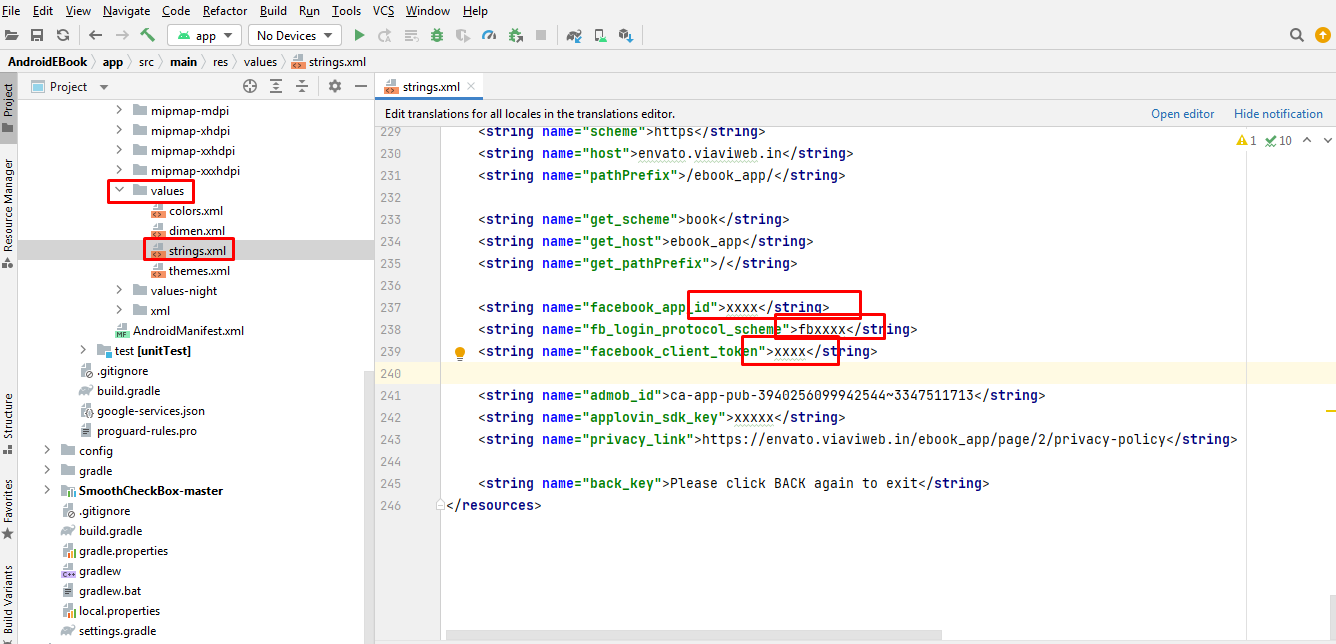 File Edit View Navigate Code Refactor Build Run Tools VCS Window Help
app No Devices
AndroidEBook app src main res values strings.xml
Project
Resource Manager
Structure
Favorites
Build Variants
Project
mipmap-mdpi
mipmap-xhdpi
mipmap-xxhdpi
mipmap-xxxhdpi
values
colors.xml
dimen.xml
strings.xml
themes.xml
values-night
xml
AndroidManifest.xml
test [unitTest]
.gitignore
build.gradle
google-services.json
proguard-rules.pro
config
gradle
SmoothCheckBox-master
.gitignore
build.gradle
gradle.properties
gradlew
gradlew.bat
local.properties
settings.gradle
strings.xml
Edit translations for all locales in the translations editor. Open editor Hide notification
1 10
229 <string name="scheme">https</string>
230 <string name="host">envato.viaviweb.in</string>
231 <string name="pathPrefix">/ebook_app/</string>
232
233 <string name="get_scheme">book</string>
234 <string name="get_host">ebook_app</string>
235 <string name="get_pathPrefix">/</string>
236
237 <string name="facebook_app_id">xxxx</string>
238 <string name="fb_login_protocol_scheme">fbxxxx</string>
239 <string name="facebook_client_token">xxxx</string>
240
241 <string name="admob_id">ca-app-pub-3940256099942544~3347511713</string>
242 <string name="applovin_sdk_key">xxxxx</string>
243 <string name="privacy_link">https://envato.viaviweb.in/ebook_app/page/2/privacy-policy</string>
244
245 <string name="back_key">Please click BACK again to exit</string>
246 </resources>